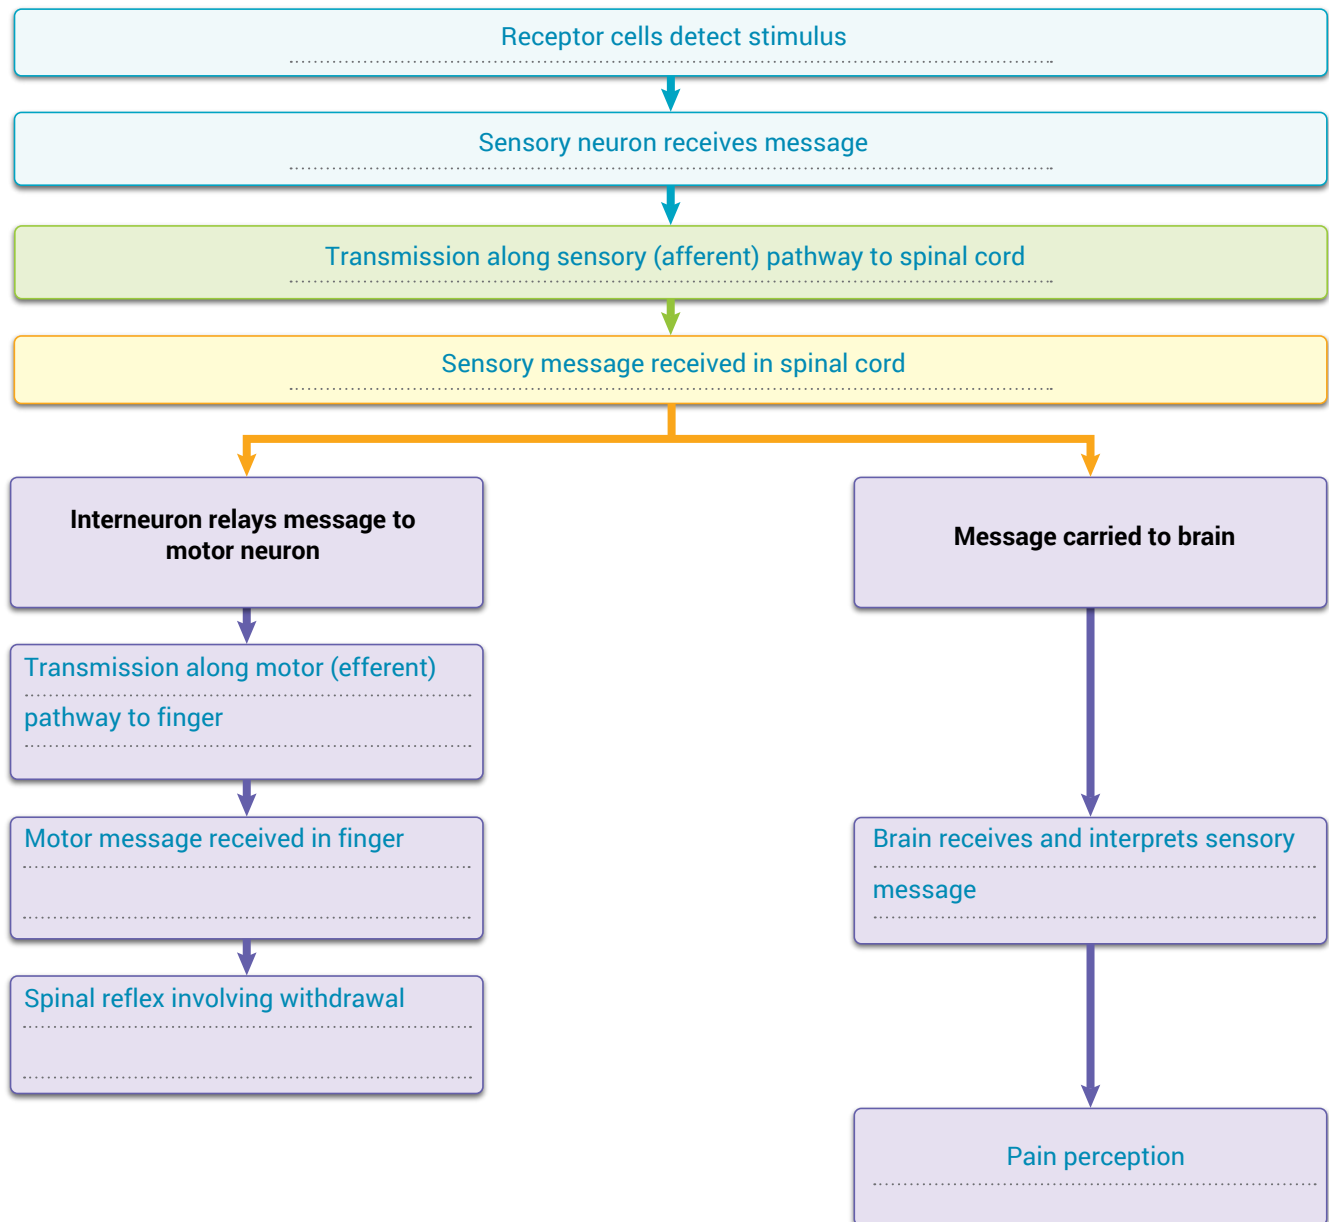 Receptor cells detect stimulus
Sensory neuron receives message
Transmission along sensory (afferent) pathway to spinal cord
Sensory message received in spinal cord
Interneuron relays message to
motor neuron
Message carried to brain
Transmission along motor (efferent)
pathway to finger
Motor message received in finger
Brain receives and interprets sensory
message
Spinal reflex involving withdrawal
Pain perception